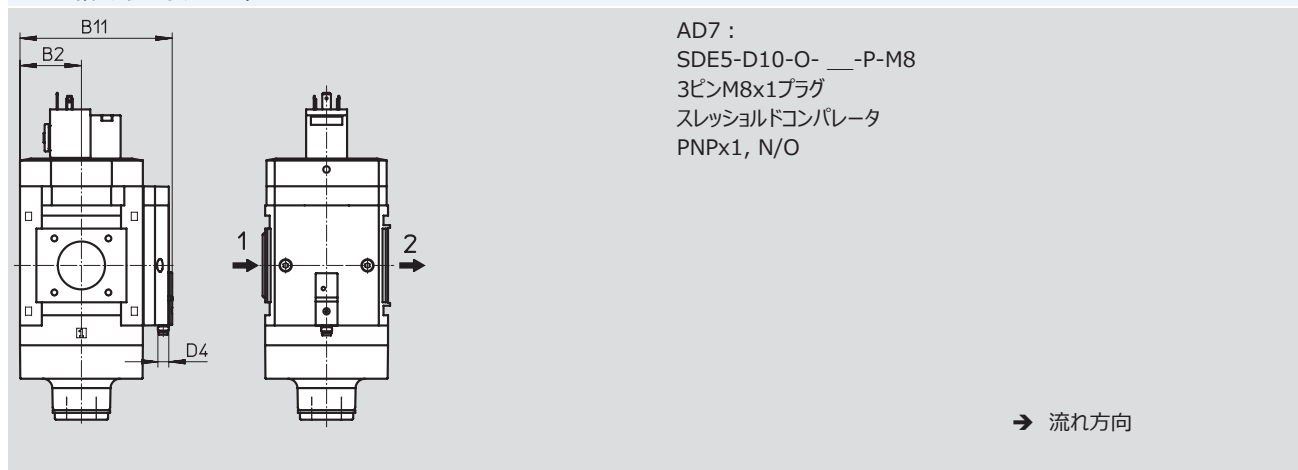 B11
B2
1
2
D4
1
AD7：
SDE5-D10-O- __-P-M8
3ピンM8x1プラグ
スレッショルドコンパレータ
PNPx1, N/O
➔ 流れ方向